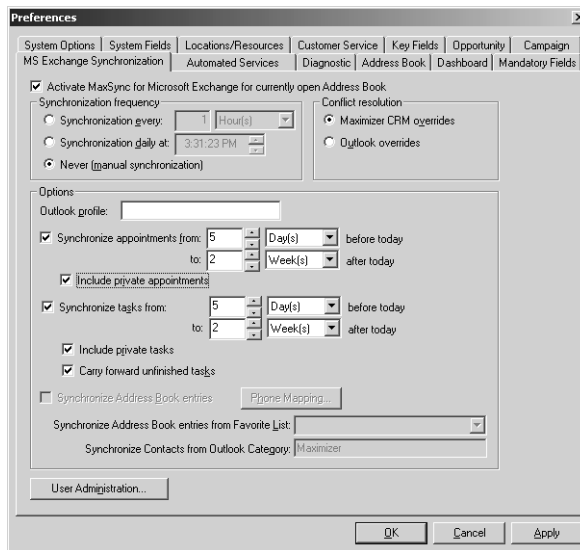 Preferences
System Options System Fields Locations/Resources Customer Service Key Fields Opportunity Campaign
MS Exchange Synchronization Automated Services Diagnostic Address Book Dashboard Mandatory Fields
Activate MaxSync for Microsoft Exchange for currently open Address Book
Synchronization frequency
Synchronization every: 1 Hour(s)
Synchronization daily at: 3:31:23 PM
Never (manual synchronization)
Conflict resolution
Maximizer CRM overrides
Outlook overrides
Options
Outlook profile:
Synchronize appointments from: 5 Day(s) before today
to: 2 Week(s) after today
Include private appointments
Synchronize tasks from: 5 Day(s) before today
to: 2 Week(s) after today
Include private tasks
Carry forward unfinished tasks
Synchronize Address Book entries Phone Mapping...
Synchronize Address Book entries from Favorite List:
Synchronize Contacts from Outlook Category: Maximizer
User Administration...
OK Cancel Apply